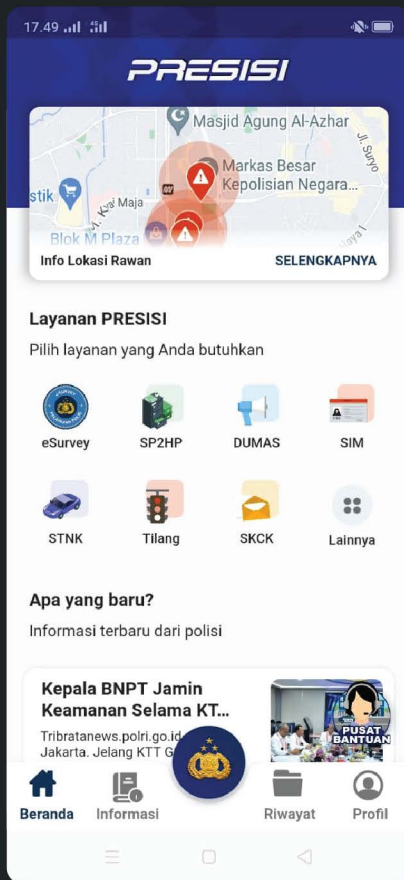 17.49
PRESISI
Masjid Agung Al-Azhar
Jl. Suryo
Markas Besar
Kepolisian Negara...
stik
Maja
Blok M Plaza
Info Lokasi Rawan
SELENGKAPNYA
Layanan PRESISI
Pilih layanan yang Anda butuhkan
eSurvey
SP2HP
DUMAS
SIM
STNK
Tilang
SKCK
Lainnya
Apa yang baru?
Informasi terbaru dari polisi
Kepala BNPT Jamin
Keamanan Selama KT...
Tribratanews.polri.go.id
Jakarta. Jelang KTT G
PUSAT
BANTUAN
Beranda
Informasi
Riwayat
Profil